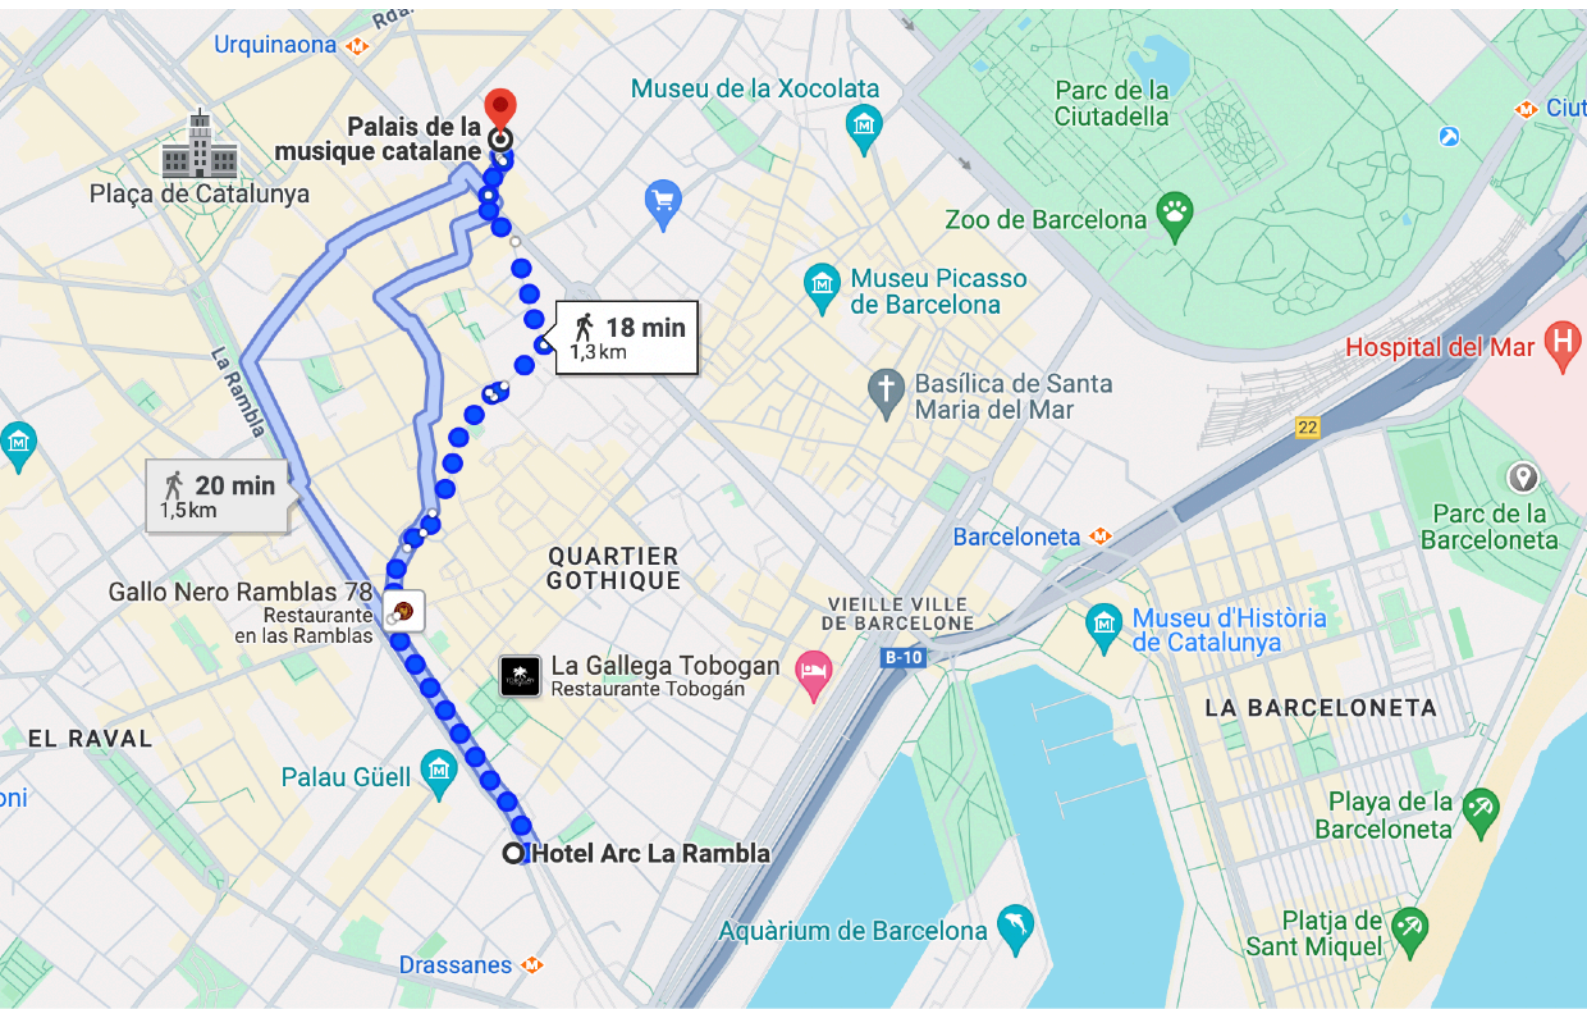 Rda.
Urquinaona
Palais de la
musique catalane
Plaça de Catalunya
Museu de la Xocolata
Parc de la
Ciutadella
Ciut
Zoo de Barcelona
Museu Picasso
de Barcelona
18 min
1,3 km
La Rambla
Hospital del Mar
Basílica de Santa
Maria del Mar
22
20 min
1,5 km
Parc de la
Barceloneta
Barceloneta
QUARTIER
GOTHIQUE
Gallo Nero Ramblas 78
Restaurante
en las Ramblas
VIEILLE VILLE
DE BARCELONE
Museu d'Història
de Catalunya
B-10
La Gallega Tobogan
Restaurante Tobogán
LA BARCELONETA
EL RAVAL
Palau Güell
oni
Playa de la
Barceloneta
Hotel Arc La Rambla
Aquàrium de Barcelona
Platja de
Sant Miquel
Drassanes